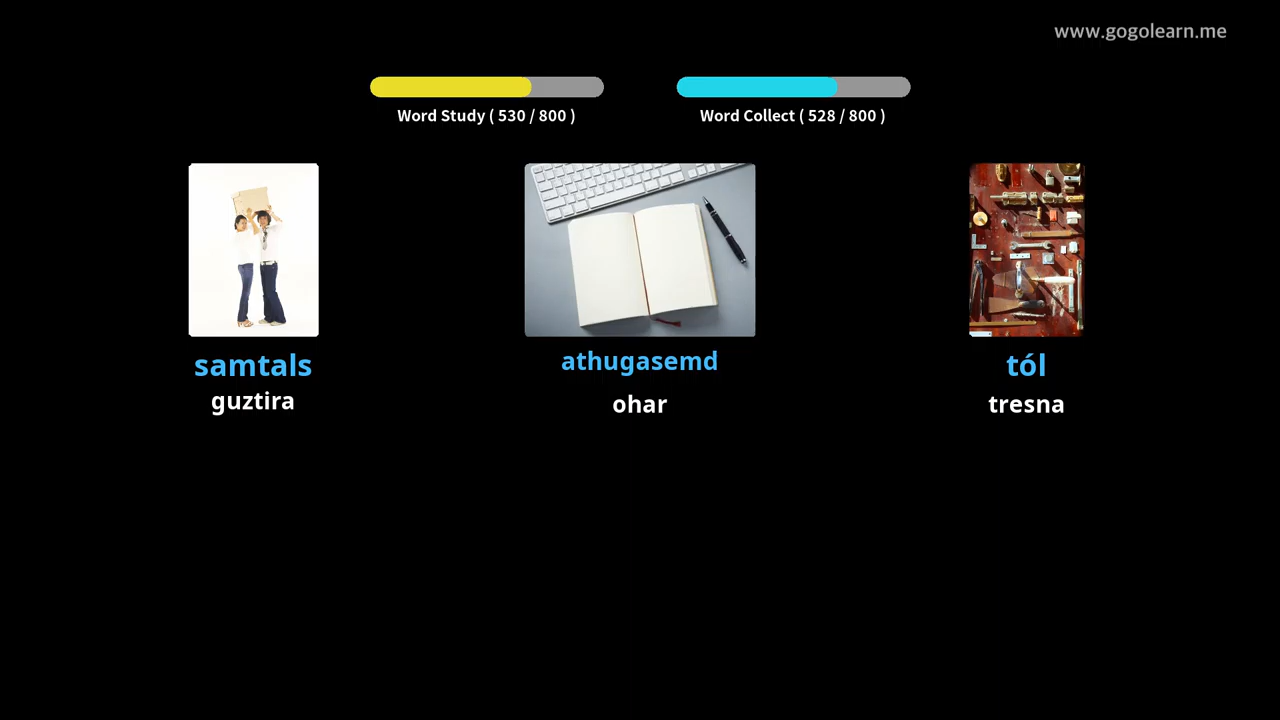 www.gogolearn.me
Word Study ( 530 / 800 )
Word Collect ( 528 / 800 )
samtals
guztira
athugasemd
ohar
tól
tresna